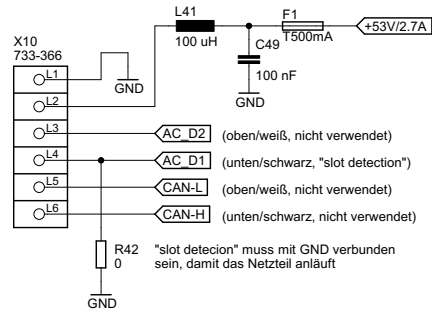 L41
F1
+53V/2.7A
100 uH
T500mA
C49
100 nF
GND
X10
733-366
L1
GND
L2
L3
AC_D2 (oben/weiß, nicht verwendet)
L4
AC_D1 (unten/schwarz, "slot detection")
L5
CAN-L (oben/weiß, nicht verwendet)
L6
CAN-H (unten/schwarz, nicht verwendet)
R42
0
"slot detecion" muss mit GND verbunden
sein, damit das Netzteil anläuft
GND